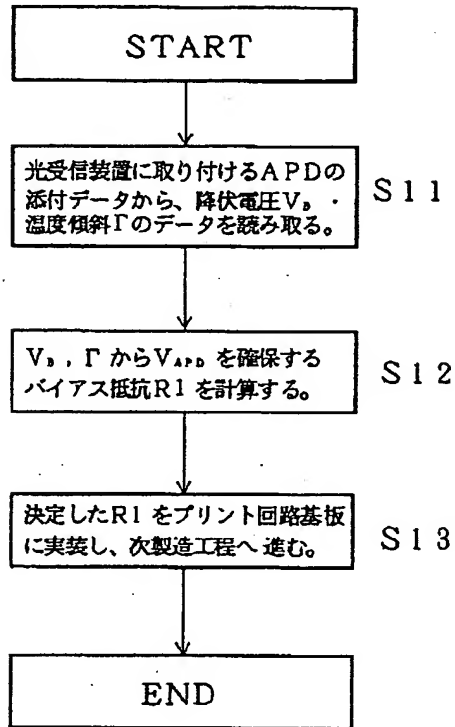 START
光受信装置に取り付けるAPDの
添付データから、降伏電圧V_B・
温度傾斜Γのデータを読み取る。
S11
V_B，ΓからV_APDを確保する
バイアス抵抗R1を計算する。
S12
決定したR1をプリント回路基板
に実装し、次製造工程へ進む。
S13
END